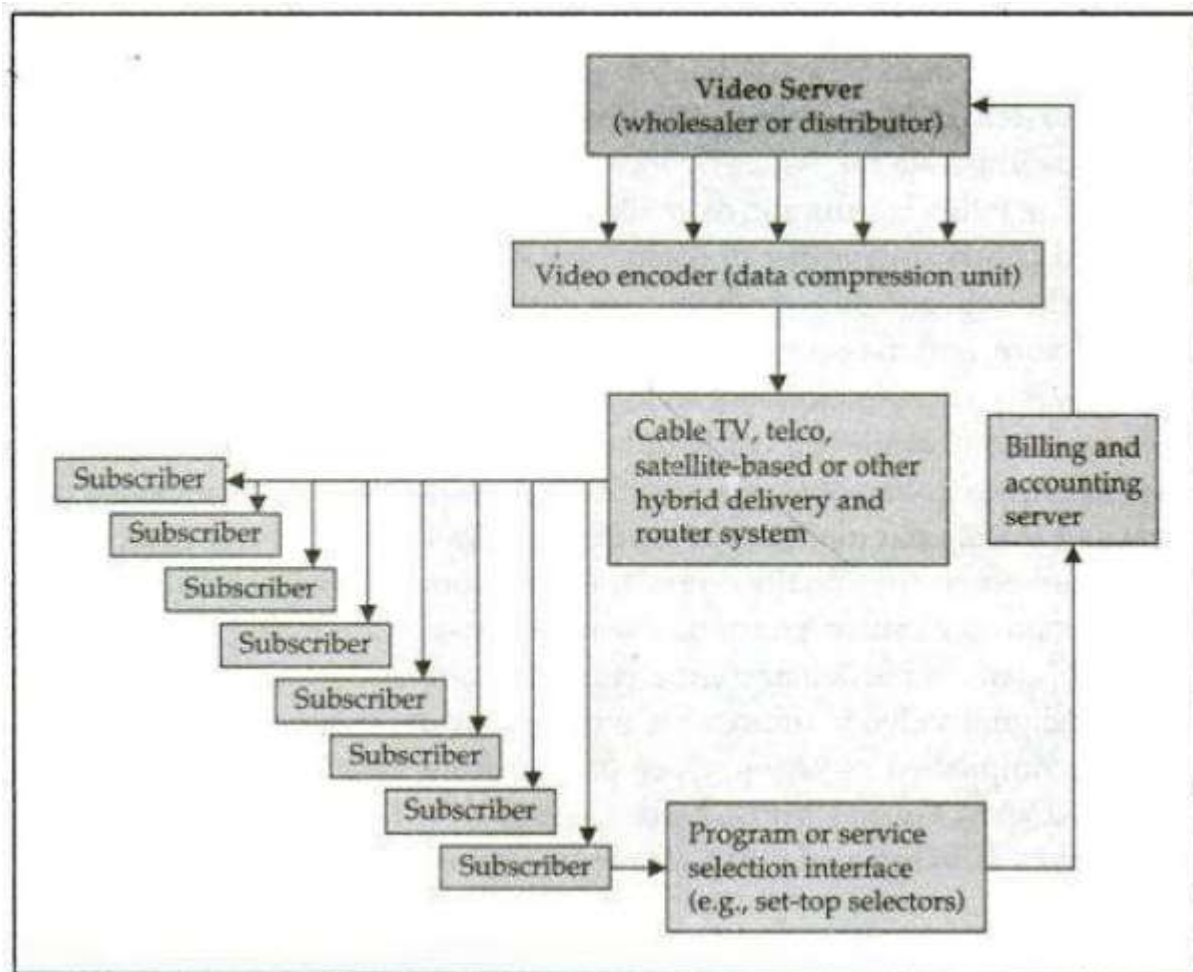 Video Server
(wholesaler or distributor)
Video encoder (data compression unit)
Cable TV, telco,
satellite-based or other
hybrid delivery and
router system
Billing and
accounting
server
Subscriber
Subscriber
Subscriber
Subscriber
Subscriber
Subscriber
Subscriber
Subscriber
Program or service
selection interface
(e.g., set-top selectors)